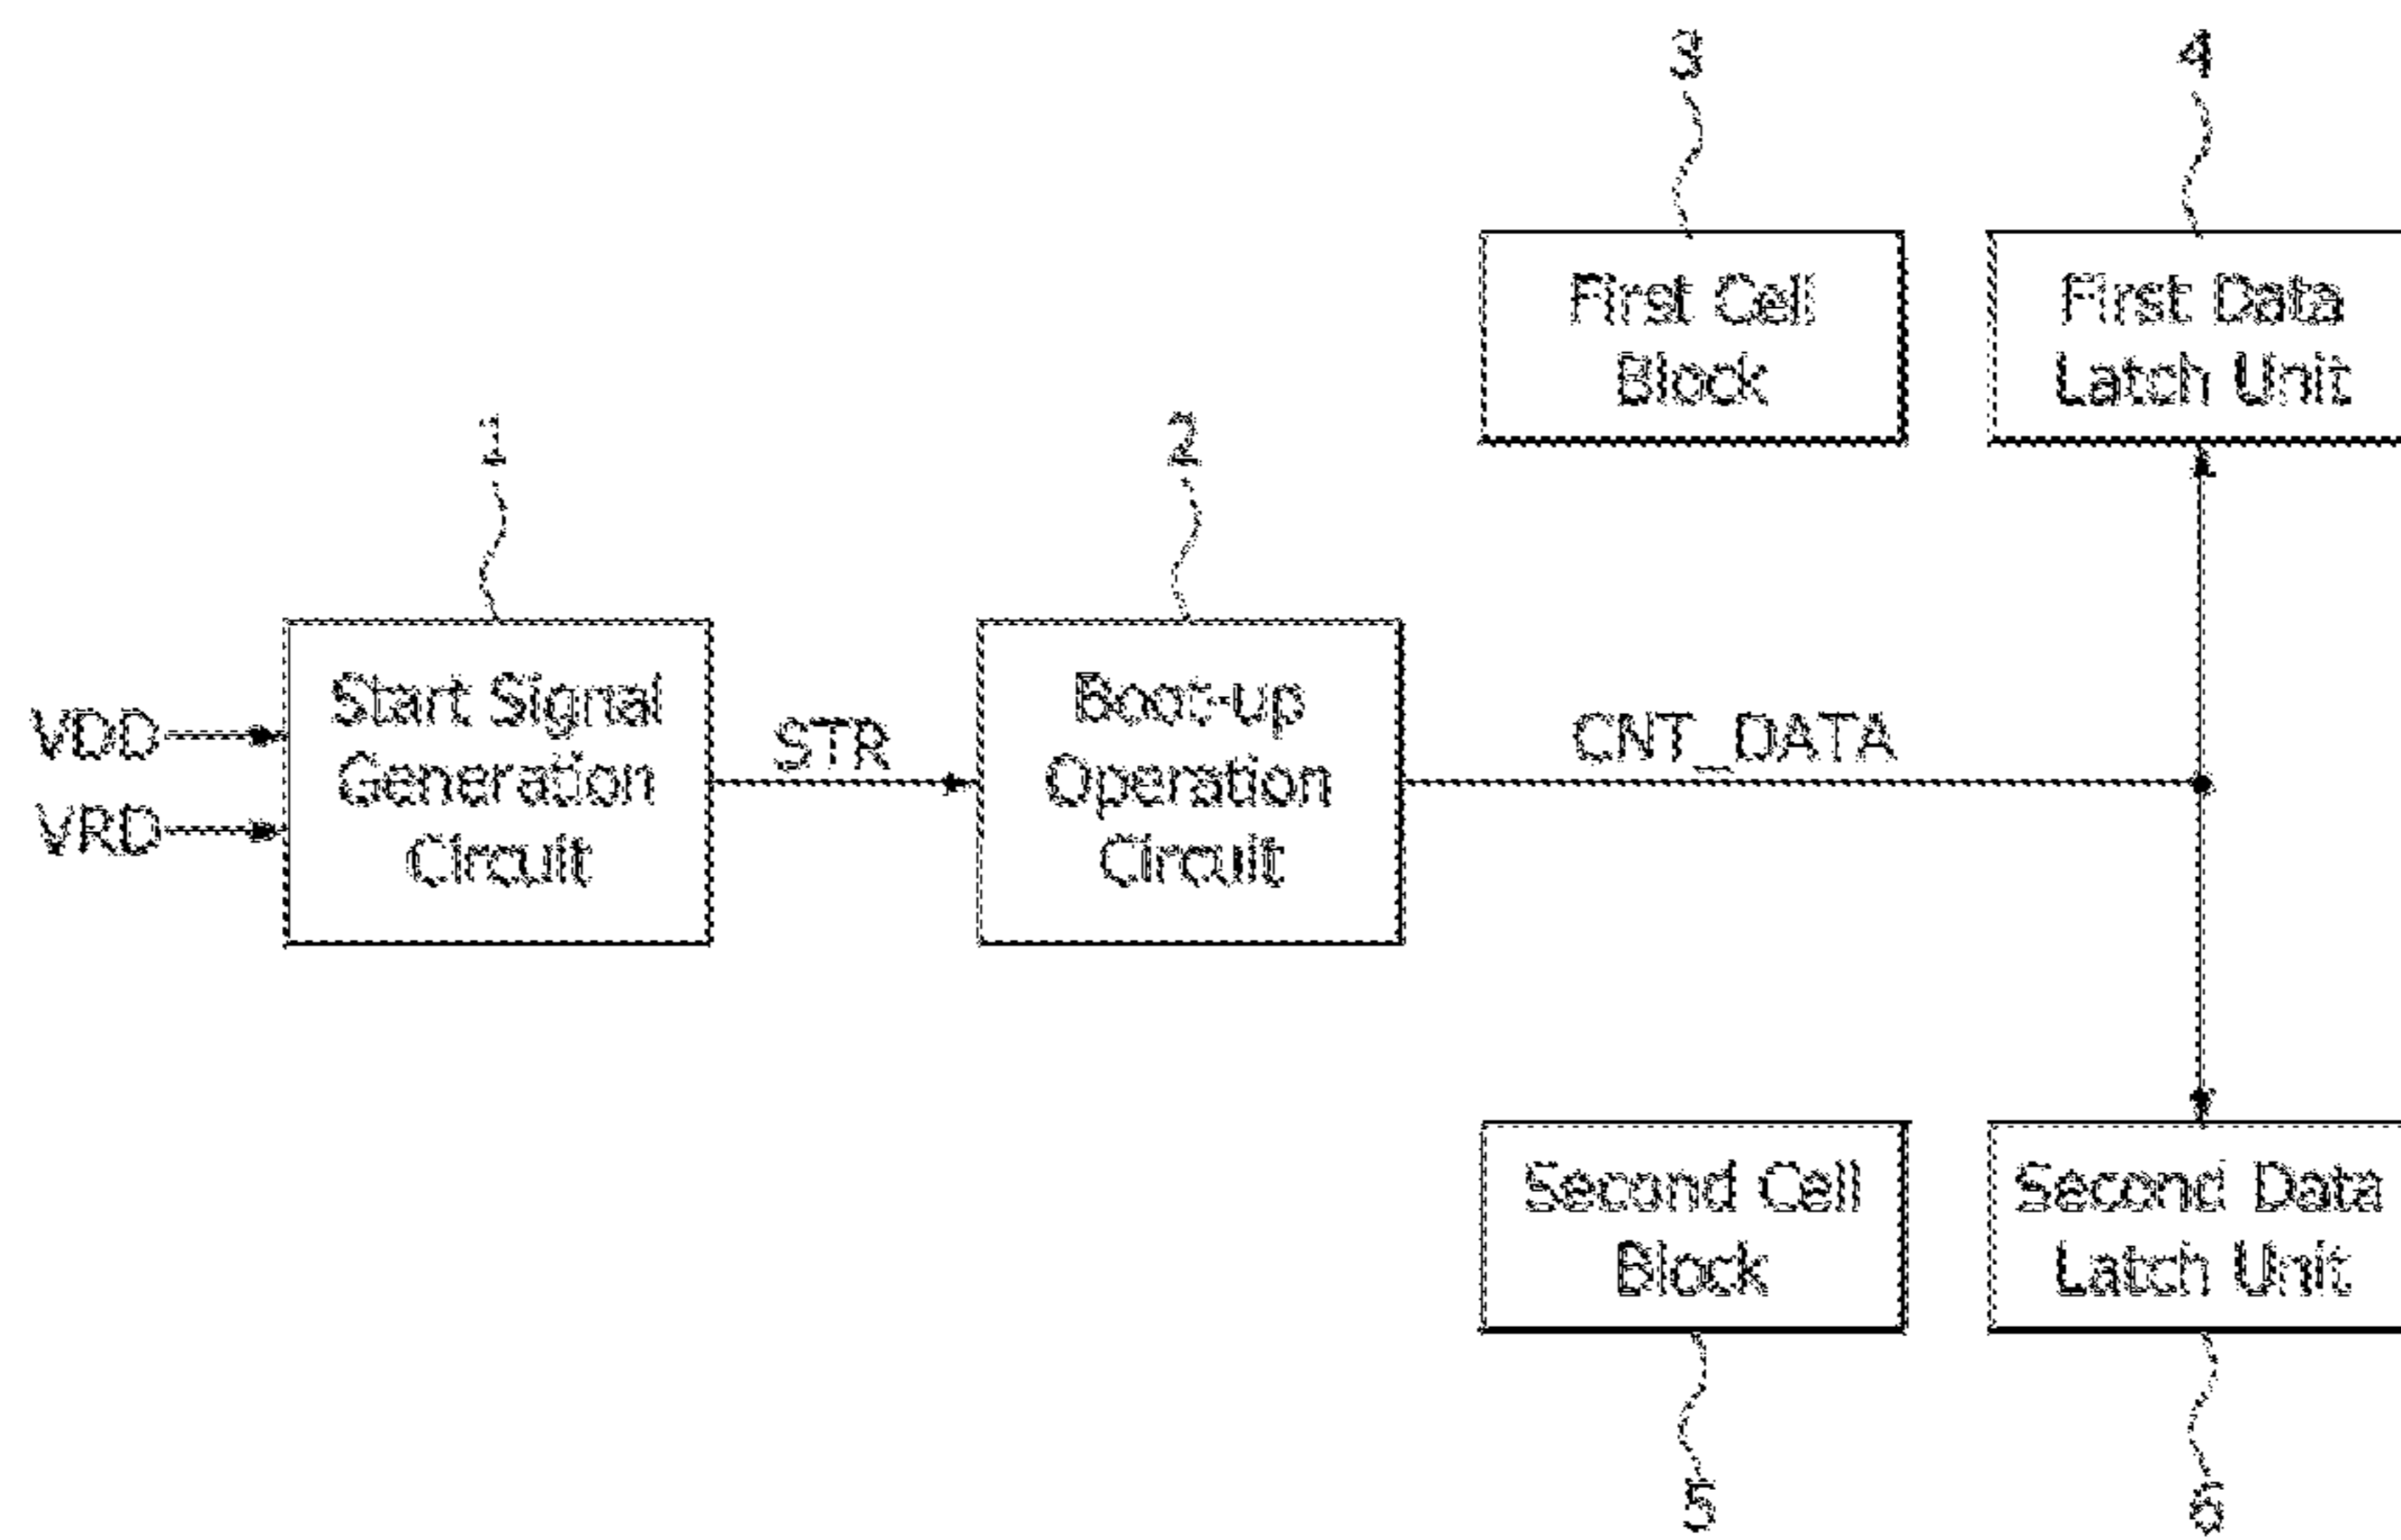 3
4
First Cell
Block
First Data
Latch Unit
1
2
VDD
VRD
Start Signal
Generation
Circuit
STR
Boot-up
Operation
Circuit
CNT_DATA
Second Cell
Block
Second Data
Latch Unit
5
6